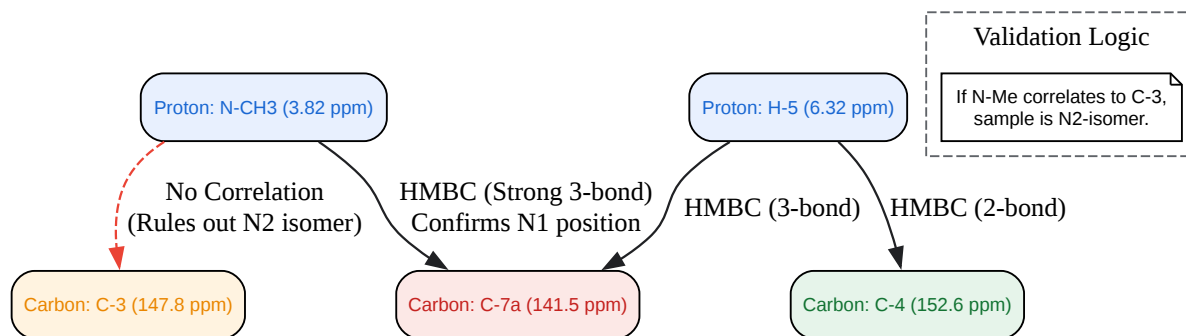 Validation Logic
If N-Me correlates to C-3,
sample is N2-isomer.
Proton: N-CH3 (3.82 ppm)
Proton: H-5 (6.32 ppm)
No Correlation
(Rules out N2 isomer)
HMBC (Strong 3-bond)
Confirms N1 position
HMBC (3-bond)
HMBC (2-bond)
Carbon: C-3 (147.8 ppm)
Carbon: C-7a (141.5 ppm)
Carbon: C-4 (152.6 ppm)